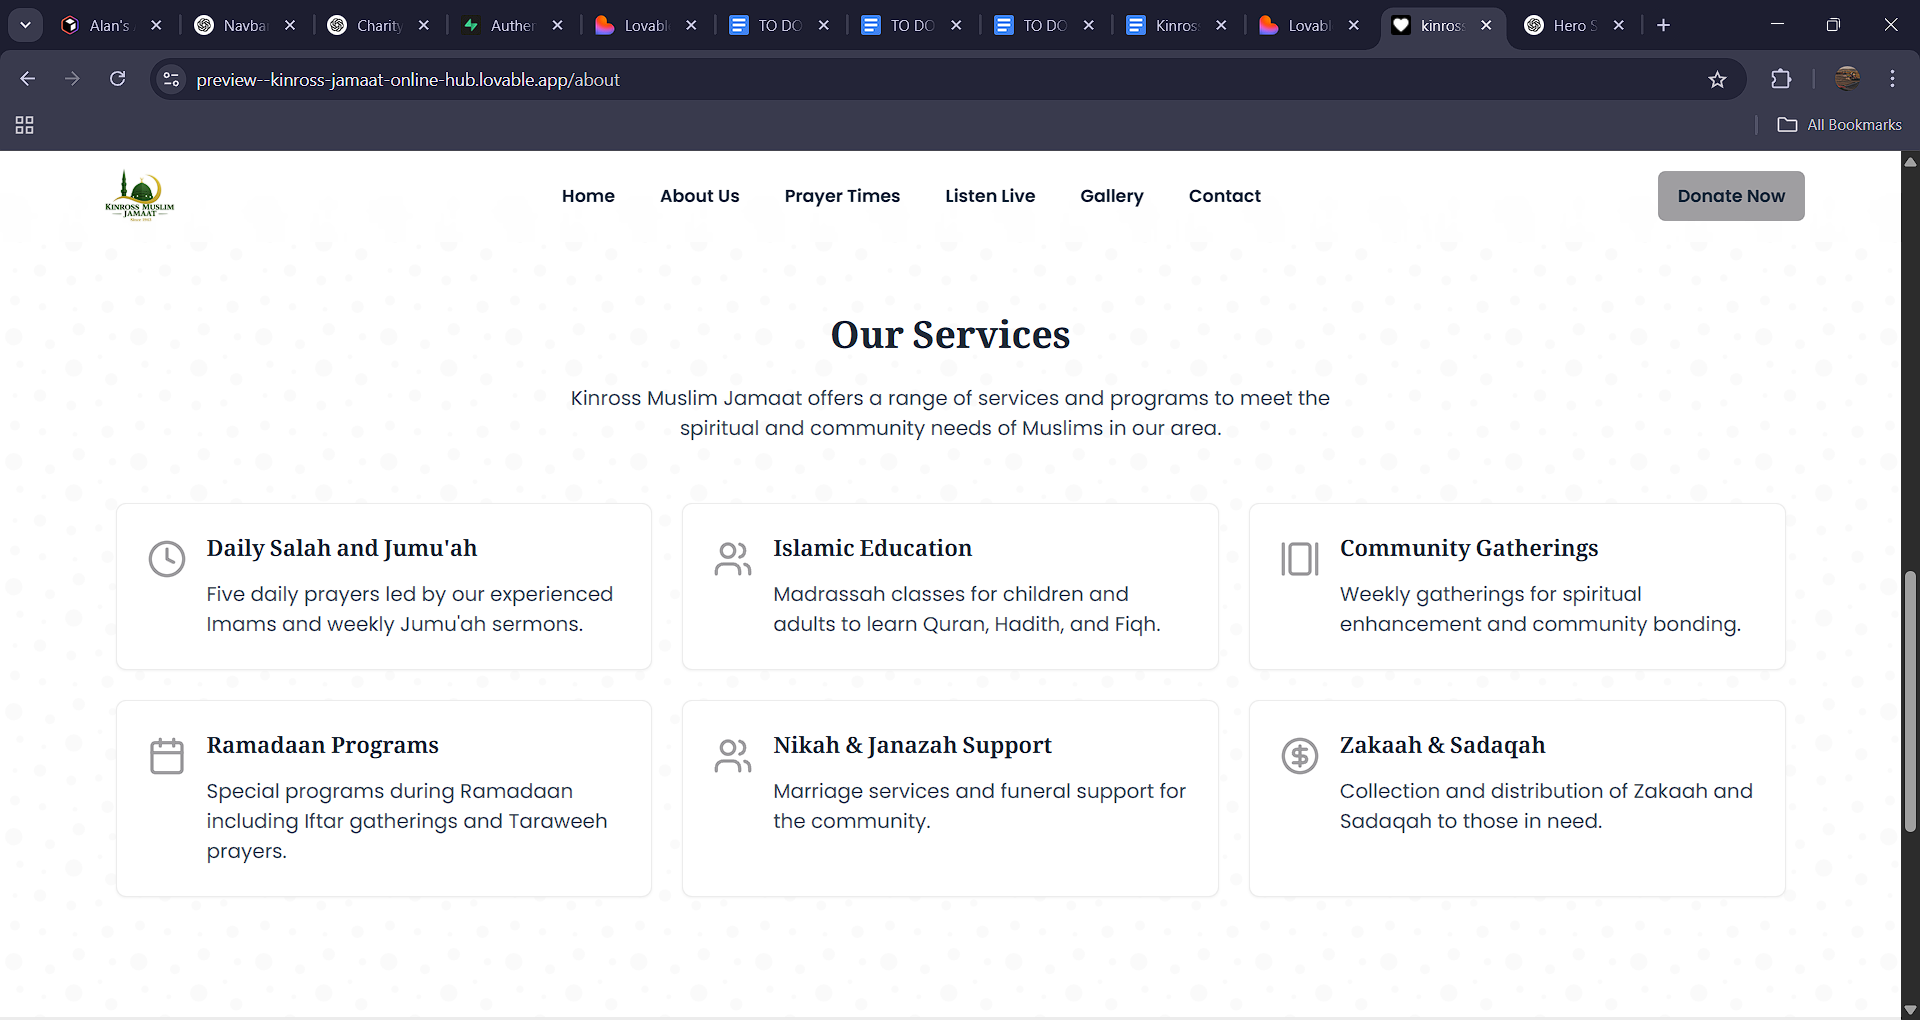 Alan's
Navba
Charity
Auther
Lovabl
TO DO
TO DO
TO DO
Kinros
Lovabl
kinross
Hero S
preview--kinross-jamaat-online-hub.lovable.app/about
All Bookmarks
KINROSS MUSLIM
JAMAAT
Home
About Us
Prayer Times
Listen Live
Gallery
Contact
Donate Now
Our Services
Kinross Muslim Jamaat offers a range of services and programs to meet the
spiritual and community needs of Muslims in our area.
Daily Salah and Jumu'ah
Five daily prayers led by our experienced
Imams and weekly Jumu'ah sermons.
Islamic Education
Madrassah classes for children and
adults to learn Quran, Hadith, and Fiqh.
Community Gatherings
Weekly gatherings for spiritual
enhancement and community bonding.
Ramadaan Programs
Special programs during Ramadaan
including Iftar gatherings and Taraweeh
prayers.
Nikah & Janazah Support
Marriage services and funeral support for
the community.
Zakaah & Sadaqah
Collection and distribution of Zakaah and
Sadaqah to those in need.